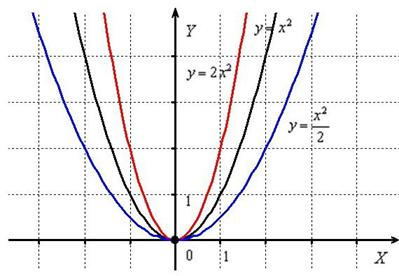 Y
y = x²
y = 2x²
y = x²/2
1
0
1
X